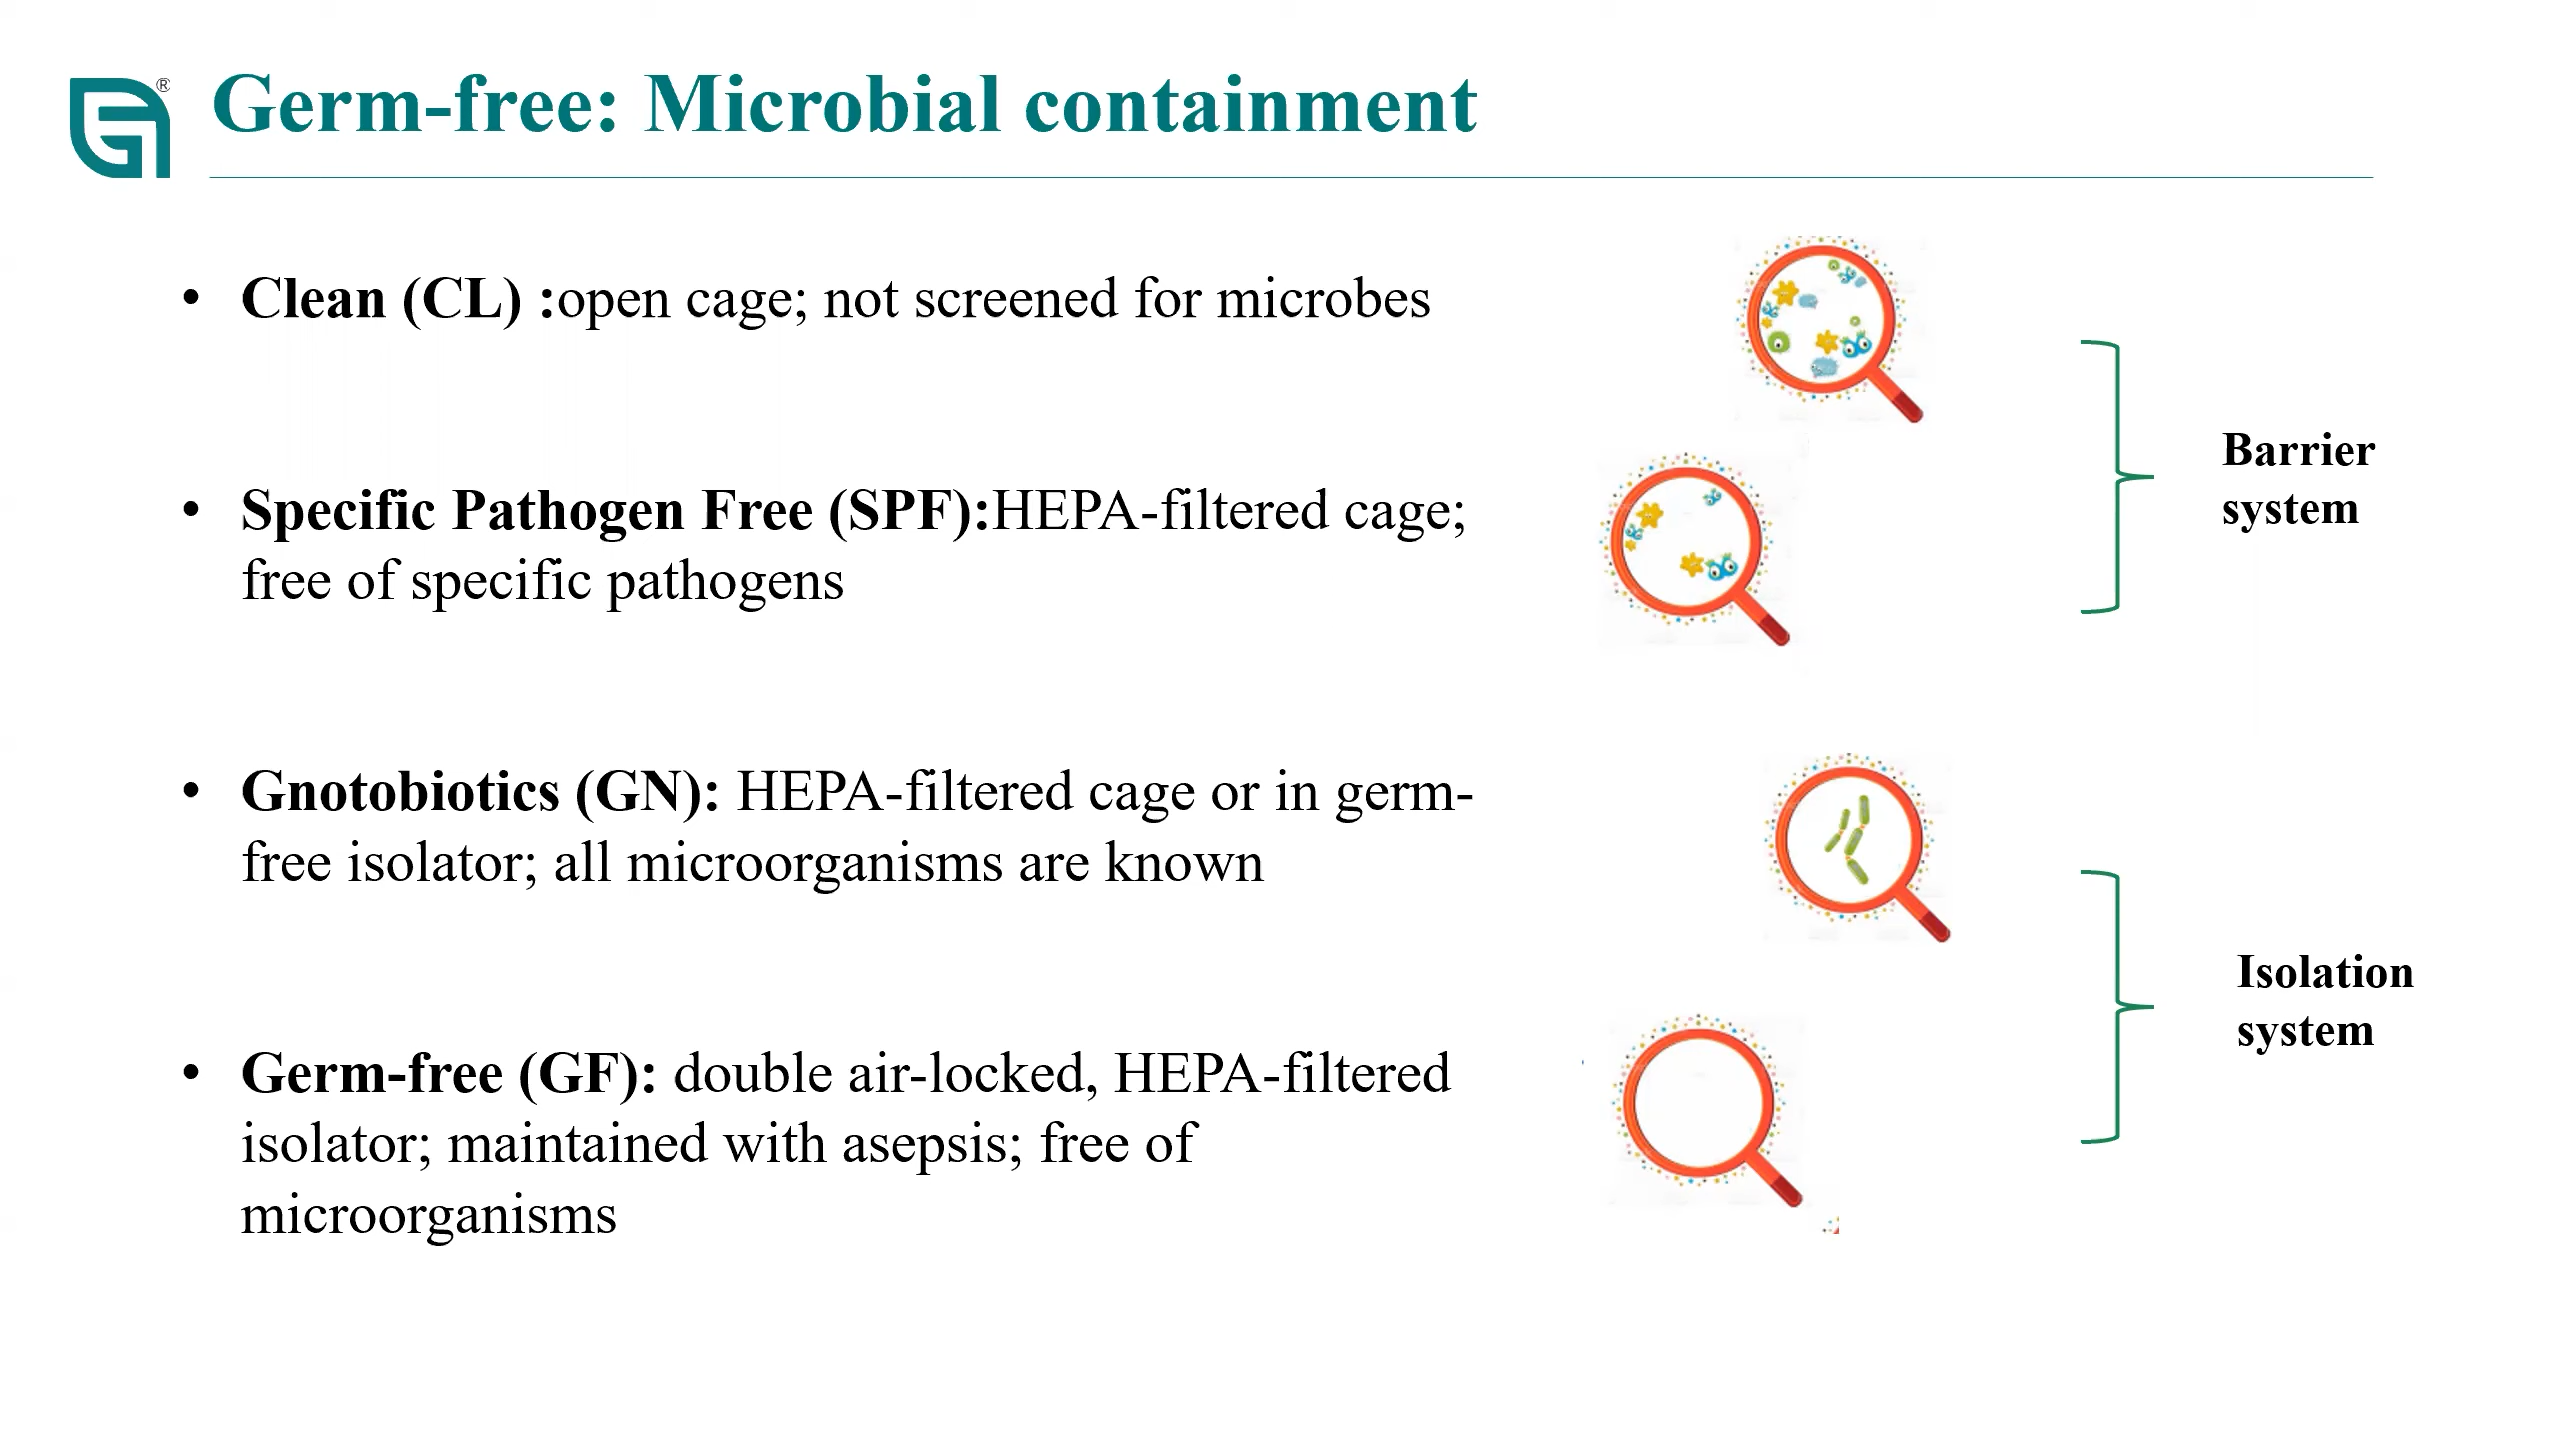 ®
Germ-free: Microbial containment
• Clean (CL) :open cage; not screened for microbes
• Specific Pathogen Free (SPF):HEPA-filtered cage;
free of specific pathogens
Barrier
system
• Gnotobiotics (GN): HEPA-filtered cage or in germ-
free isolator; all microorganisms are known
• Germ-free (GF): double air-locked, HEPA-filtered
isolator; maintained with asepsis; free of
microorganisms
Isolation
system